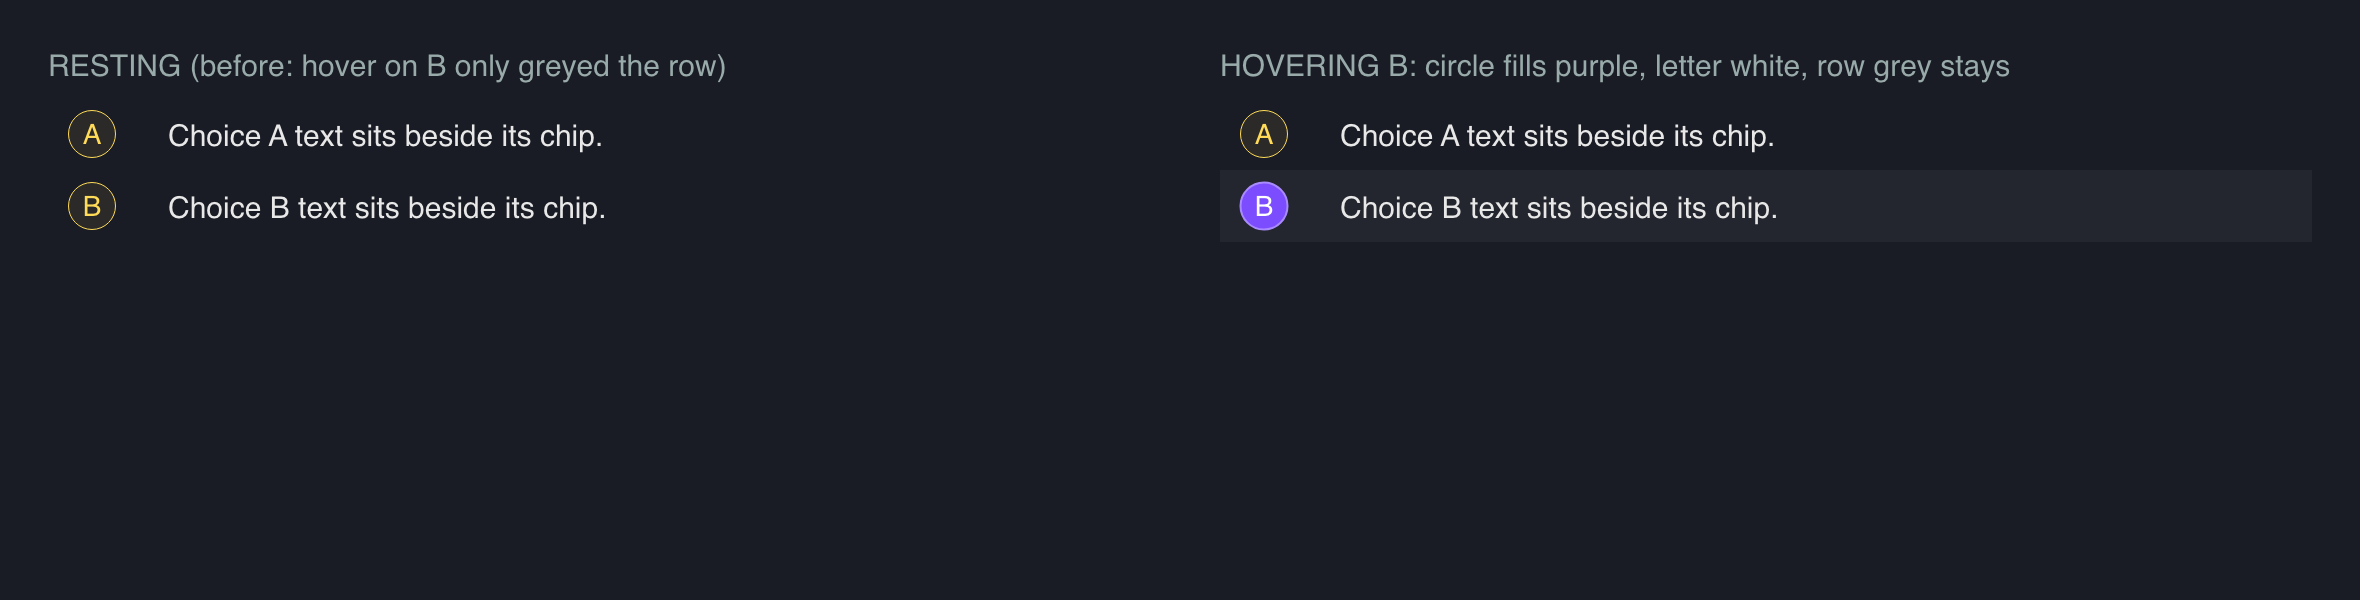 RESTING (before: hover on B only greyed the row)
A Choice A text sits beside its chip.
B Choice B text sits beside its chip.
HOVERING B: circle fills purple, letter white, row grey stays
A Choice A text sits beside its chip.
B Choice B text sits beside its chip.